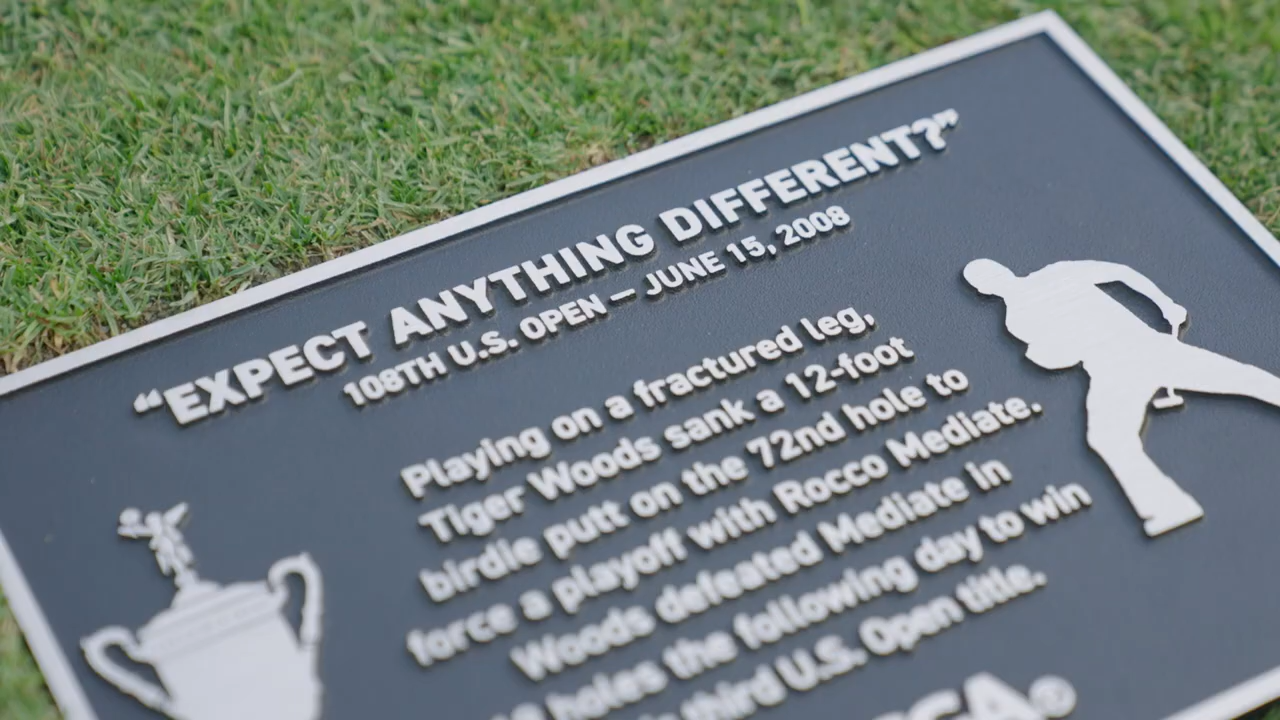 “EXPECT ANYTHING DIFFERENT?”
108TH U.S. OPEN – JUNE 15, 2008
Playing on a fractured leg,
Tiger Woods sank a 12-foot
birdie putt on the 72nd hole to
force a playoff with Rocco Mediate.
Woods defeated Mediate in
holes the following day to win
third U.S. Open title.